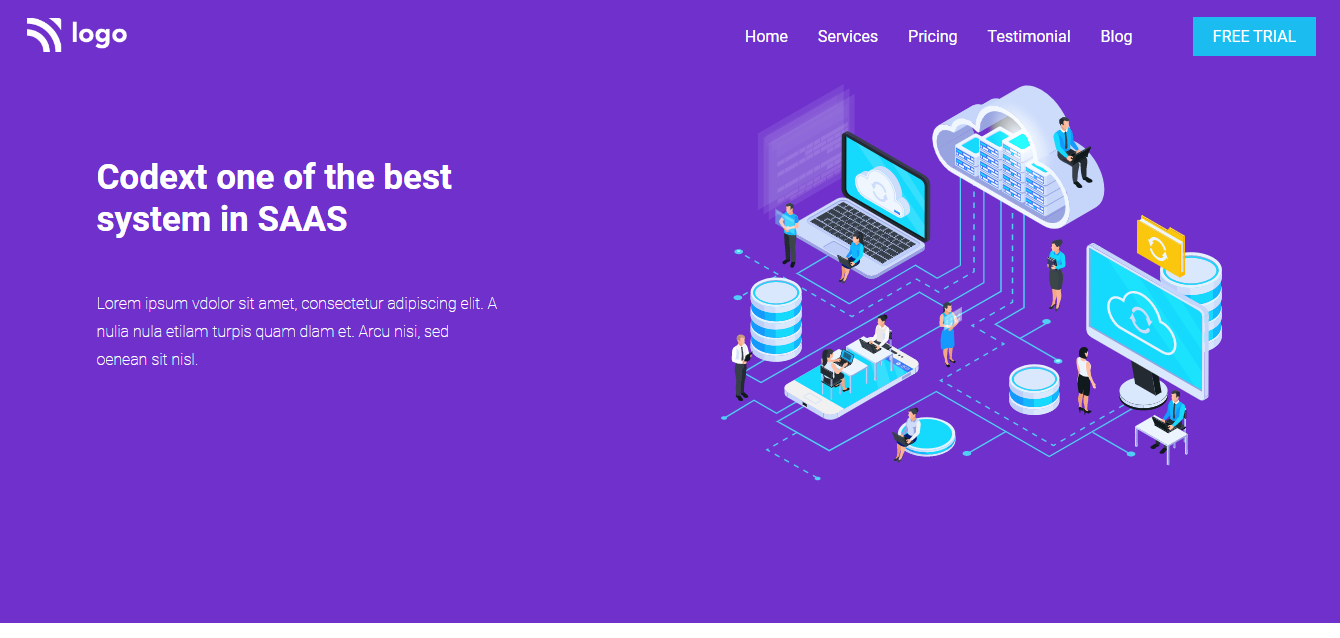 logo
Home Services Pricing Testimonial Blog FREE TRIAL
Codext one of the best
system in SAAS
Lorem ipsum vdolor sit amet, consectetur adipiscing elit. A
nulia nula etilam turpis quam dlam et. Arcu nisi, sed
oenean sit nisl.